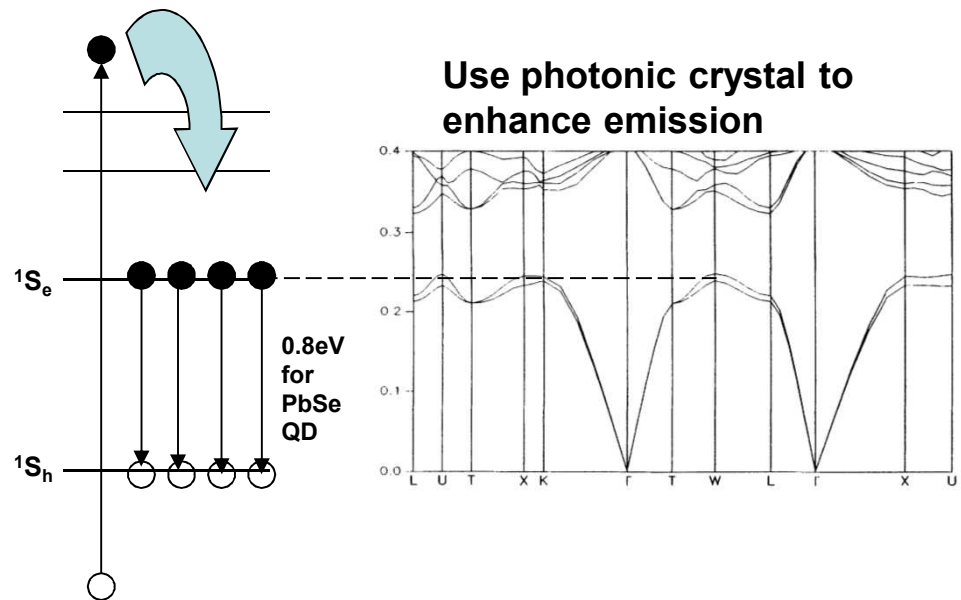 Use photonic crystal to
enhance emission
¹Sₑ
0.8eV
for
PbSe
QD
¹Sₕ
0.4
0.3
0.2
0.1
0.0
L U T X K Γ T W L Γ X U